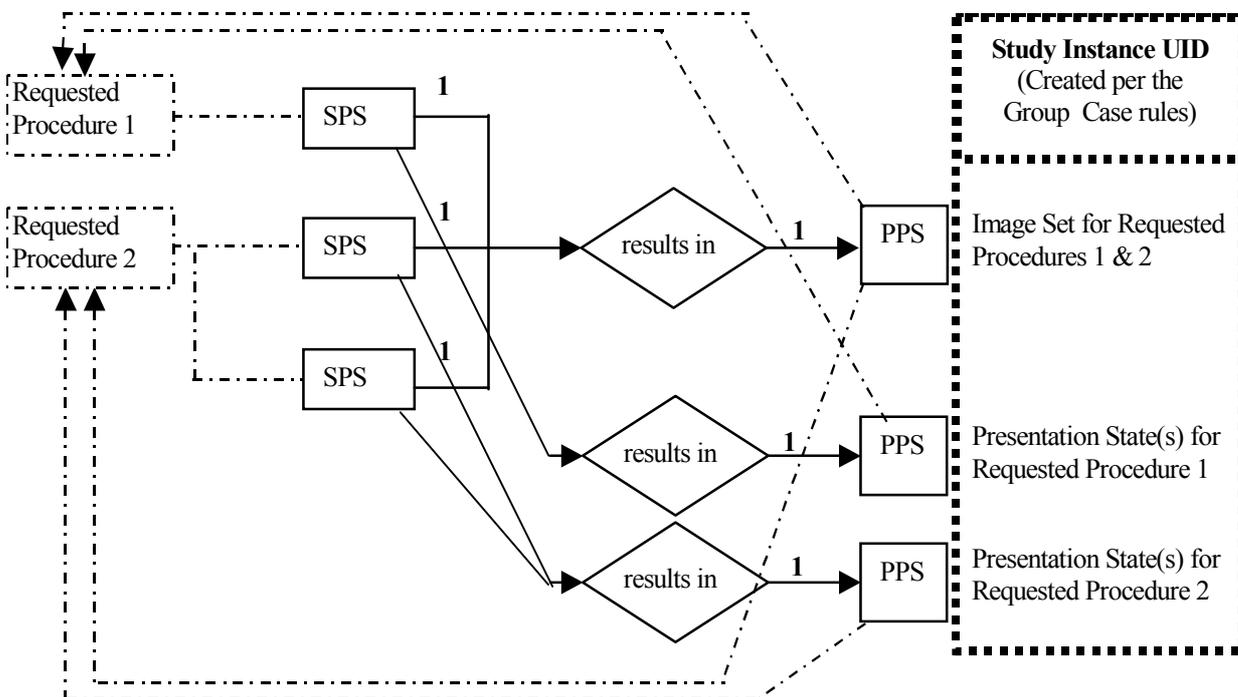 Study Instance UID
(Created per the
Group Case rules)
Requested
Procedure 1
1
SPS
Requested
Procedure 2
1
SPS
results in
1
PPS
Image Set for Requested
Procedures 1 & 2
1
SPS
results in
1
PPS
Presentation State(s) for
Requested Procedure 1
results in
1
PPS
Presentation State(s) for
Requested Procedure 2